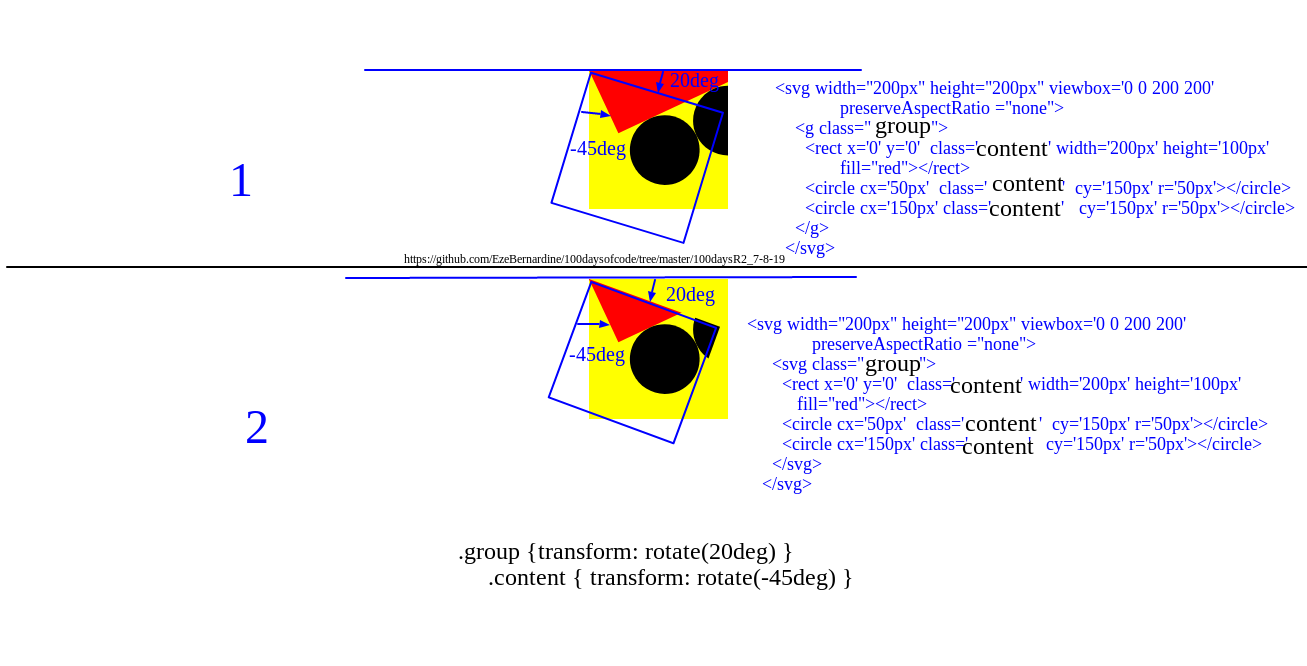 20deg
-45deg
1
<svg width="200px" height="200px" viewbox='0 0 200 200'
preserveAspectRatio ="none">
<g class=" group">
<rect x='0' y='0' class='content' width='200px' height='100px'
fill="red"></rect>
<circle cx='50px' class=' content' cy='150px' r='50px'></circle>
<circle cx='150px' class='content' cy='150px' r='50px'></circle>
</g>
</svg>
https://github.com/EzeBernardine/100daysofcode/tree/master/100daysR2_7-8-19
20deg
-45deg
2
<svg width="200px" height="200px" viewbox='0 0 200 200'
preserveAspectRatio ="none">
<svg class="group">
<rect x='0' y='0' class='content' width='200px' height='100px'
fill="red"></rect>
<circle cx='50px' class='content' cy='150px' r='50px'></circle>
<circle cx='150px' class='content' cy='150px' r='50px'></circle>
</svg>
</svg>
.group {transform: rotate(20deg) }
.content { transform: rotate(-45deg) }